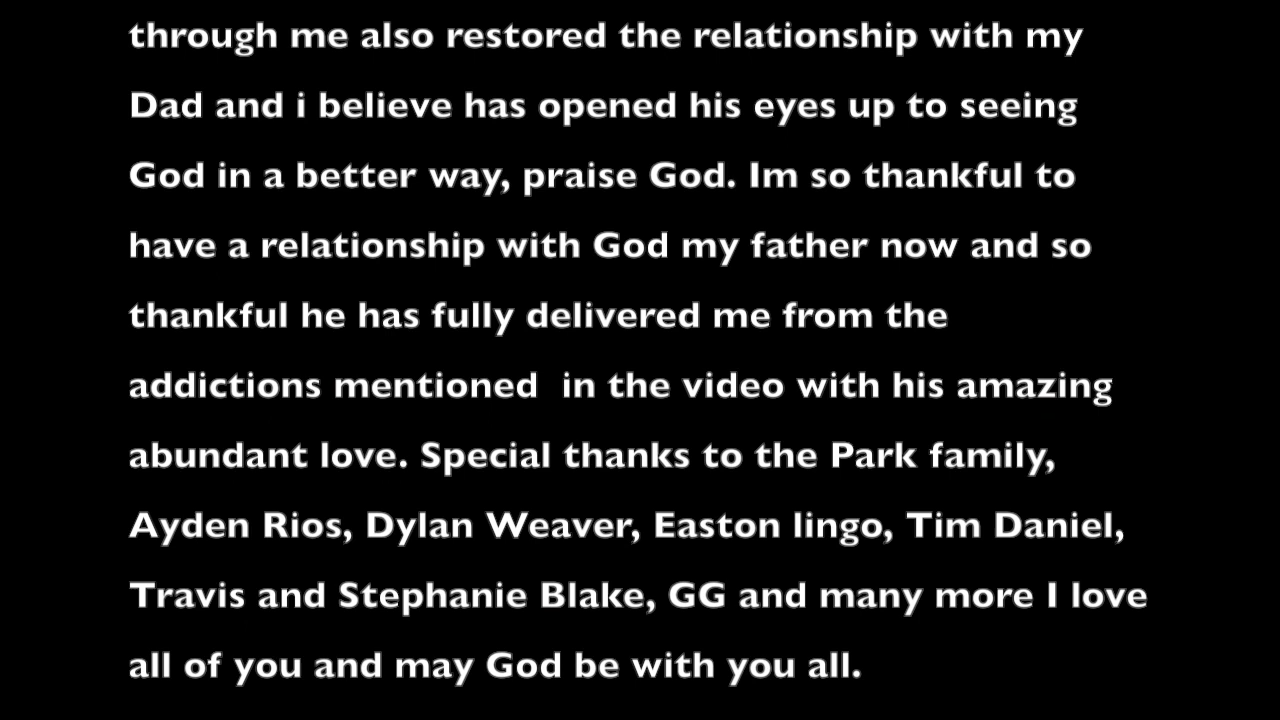 through me also restored the relationship with my
Dad and i believe has opened his eyes up to seeing
God in a better way, praise God. Im so thankful to
have a relationship with God my father now and so
thankful he has fully delivered me from the
addictions mentioned  in the video with his amazing
abundant love. Special thanks to the Park family,
Ayden Rios, Dylan Weaver, Easton lingo, Tim Daniel,
Travis and Stephanie Blake, GG and many more I love
all of you and may God be with you all.